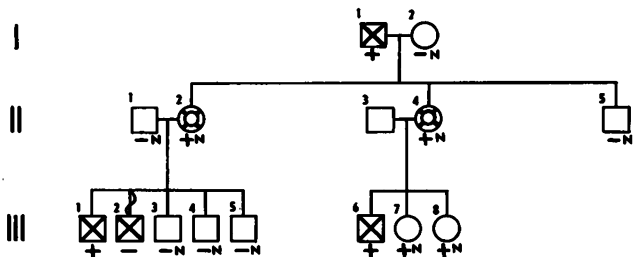 I
1 2
+ -N
II
1 2 3 4 5
-N +N +N -N
III
1 2 3 4 5 6 7 8
+ - -N -N -N + +N +N